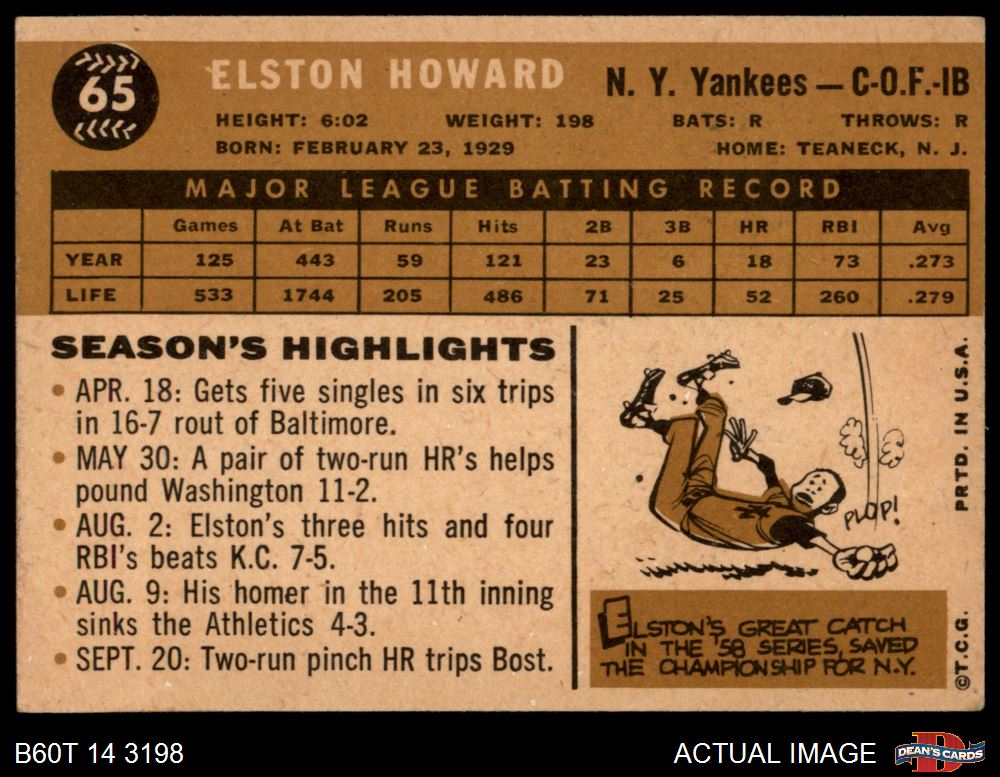 65
ELSTON HOWARD
N. Y. Yankees — C-O.F.-1B
HEIGHT: 6:02 WEIGHT: 198 BATS: R THROWS: R
BORN: FEBRUARY 23, 1929 HOME: TEANECK, N. J.
MAJOR LEAGUE BATTING RECORD
Games At Bat Runs Hits 2B 3B HR RBI Avg
YEAR 125 443 59 121 23 6 18 73 .273
LIFE 533 1744 205 486 71 25 52 260 .279
SEASON'S HIGHLIGHTS
• APR. 18: Gets five singles in six trips
in 16-7 rout of Baltimore.
• MAY 30: A pair of two-run HR's helps
pound Washington 11-2.
• AUG. 2: Elston's three hits and four
RBI's beats K.C. 7-5.
• AUG. 9: His homer in the 11th inning
sinks the Athletics 4-3.
• SEPT. 20: Two-run pinch HR trips Bost.
PLOP!
ELSTON'S GREAT CATCH
IN THE '58 SERIES, SAVED
THE CHAMPIONSHIP FOR N.Y.
©T.C.G. PRTD. IN U.S.A.
B60T 14 3198
ACTUAL IMAGE
DEAN'S CARDS